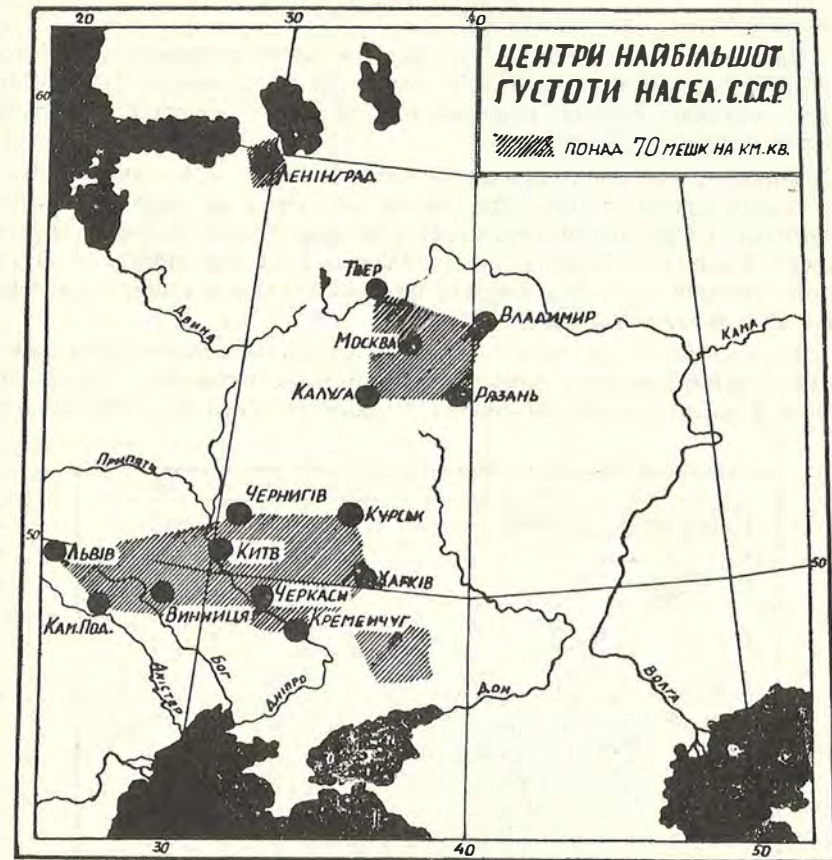 20 30 40
ЦЕНТРИ НАЙБІЛЬШОЇ
ГУСТОТИ НАСЕЛ. С.С.С.Р.
ПОНАД 70 МЕШК НА КМ.КВ.
60
ЛЕНІНГРАД
ТВЕР
ДВИНА
ВЛАДИМИР
МОСКВА
КАМА
КАЛУГА
РЯЗАНЬ
ПРИПЯТЬ
ЧЕРНИГІВ
КУРСЬК
50
ЛЬВІВ
КИЇВ
50
ХАРКІВ
ЧЕРКАСИ
ВИННИЦЯ
КАМ.ПОД.
КРЕМЕНЧУГ
ДНІСТЕР
БОГ
ДНІПРО
ДОН
ВОЛГА
30 40 50